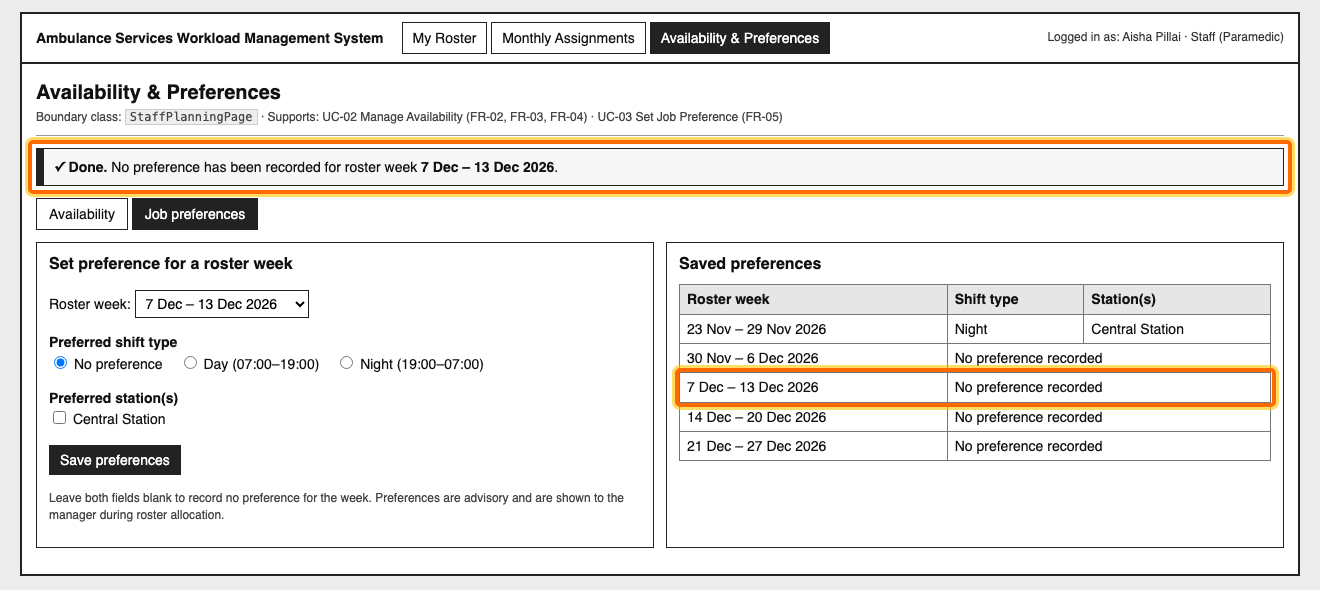 Ambulance Services Workload Management System My Roster Monthly Assignments Availability & Preferences Logged in as: Aisha Pillai · Staff (Paramedic)
Availability & Preferences
Boundary class: StaffPlanningPage · Supports: UC-02 Manage Availability (FR-02, FR-03, FR-04) · UC-03 Set Job Preference (FR-05)
✓ Done. No preference has been recorded for roster week 7 Dec – 13 Dec 2026.
Availability Job preferences
Set preference for a roster week
Roster week: 7 Dec – 13 Dec 2026
Preferred shift type
No preference Day (07:00–19:00) Night (19:00–07:00)
Preferred station(s)
Central Station
Save preferences
Leave both fields blank to record no preference for the week. Preferences are advisory and are shown to the
manager during roster allocation.
Saved preferences
Roster week Shift type Station(s)
23 Nov – 29 Nov 2026 Night Central Station
30 Nov – 6 Dec 2026 No preference recorded
7 Dec – 13 Dec 2026 No preference recorded
14 Dec – 20 Dec 2026 No preference recorded
21 Dec – 27 Dec 2026 No preference recorded